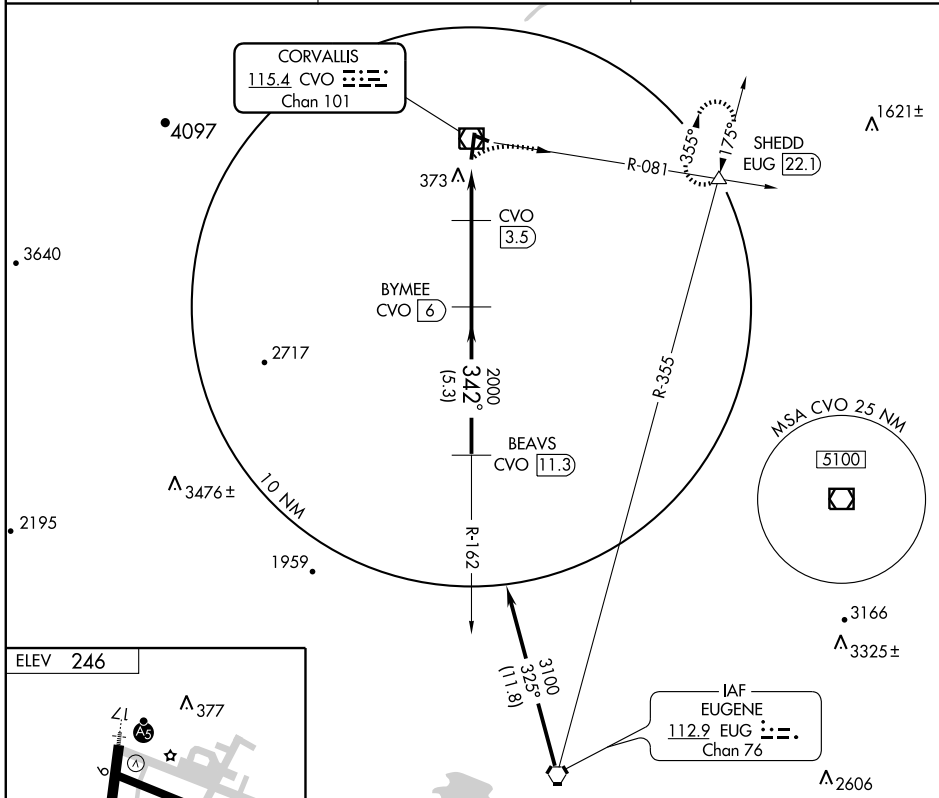 CORVALLIS
115.4 CVO
Chan 101
4097
1621±
355°
175°
SHEDD
EUG 22.1
R-081
373
CVO
3.5
3640
BYMEE
CVO 6
2717
2000
342°
(5.3)
R-355
MSA CVO 25 NM
5100
BEAVS
CVO 11.3
3476±
10 NM
2195
R-162
1959
3166
3325±
3100
325°
(11.8)
ELEV 246
IAF
EUGENE
112.9 EUG
Chan 76
377
17
A5
9
2606